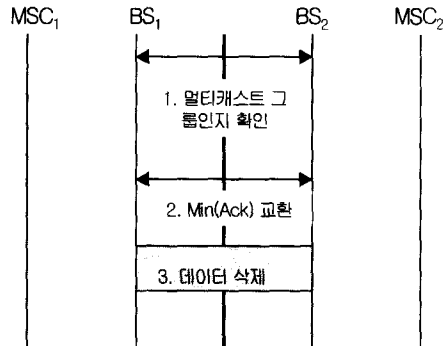 MSC₁ BS₁ BS₂ MSC₂
1. 멀티캐스트 그
룹인지 확인
2. Min(Ack) 교환
3. 데이터 삭제